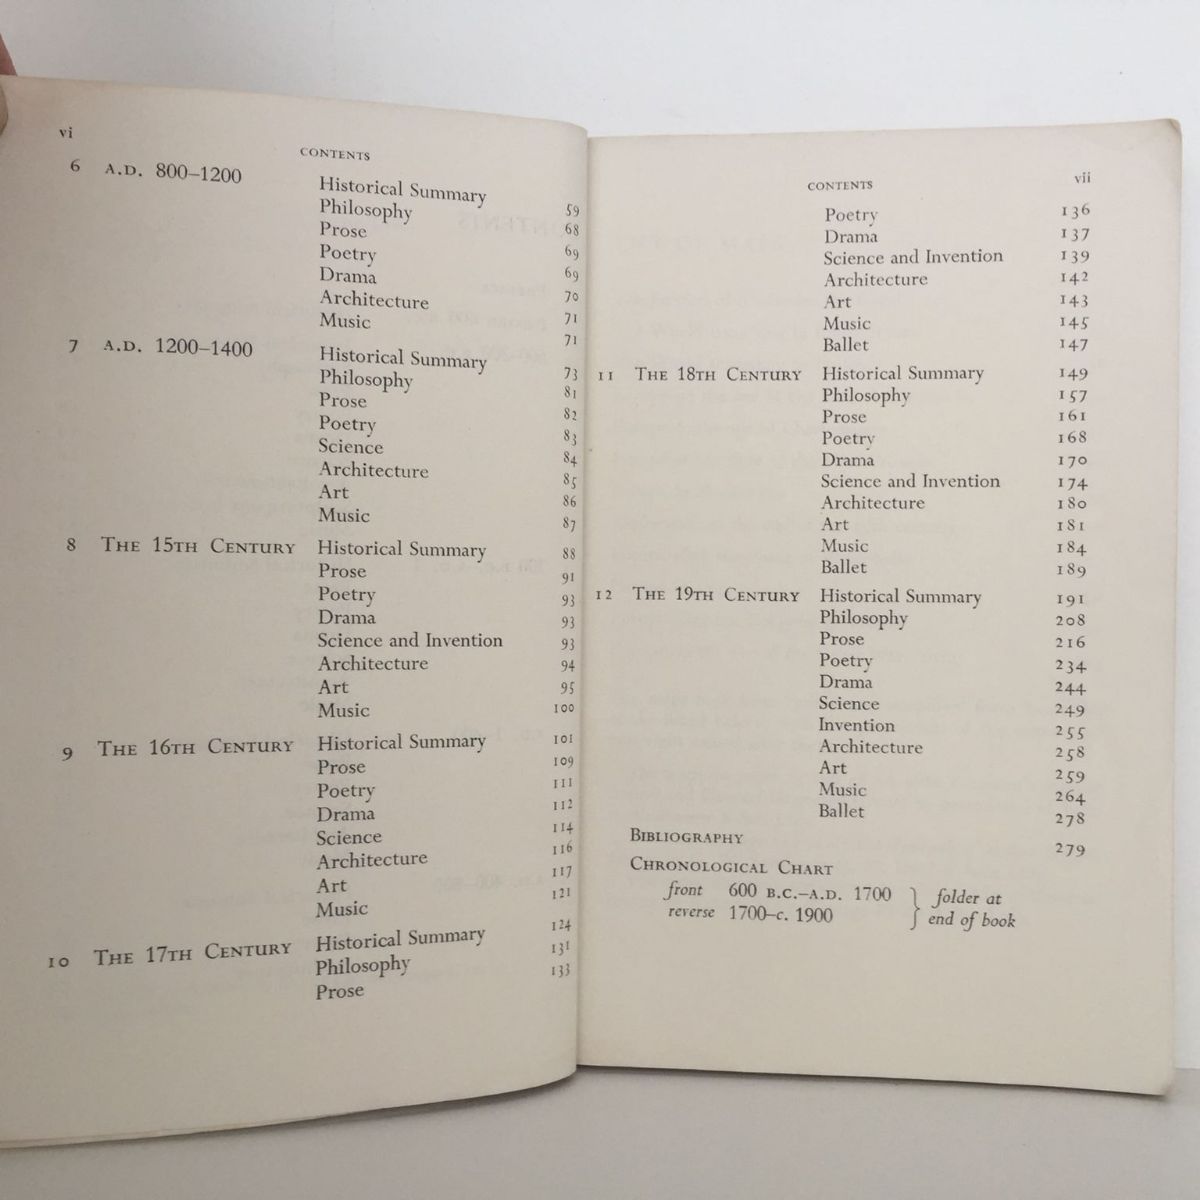 vi
CONTENTS
6 A.D. 800–1200 Historical Summary 59
Philosophy 68
Prose 69
Poetry 69
Drama 70
Architecture 71
Music 71
7 A.D. 1200–1400 Historical Summary 73
Philosophy 81
Prose 82
Poetry 83
Science 84
Architecture 85
Art 86
Music 87
8 THE 15TH CENTURY Historical Summary 88
Prose 91
Poetry 93
Drama 93
Science and Invention 93
Architecture 94
Art 95
Music 100
9 THE 16TH CENTURY Historical Summary 101
Prose 109
Poetry 111
Drama 112
Science 114
Architecture 116
Art 117
Music 121
10 THE 17TH CENTURY Historical Summary 124
Philosophy 131
Prose 133
CONTENTS vii
Poetry 136
Drama 137
Science and Invention 139
Architecture 142
Art 143
Music 145
Ballet 147
11 THE 18TH CENTURY Historical Summary 149
Philosophy 157
Prose 161
Poetry 168
Drama 170
Science and Invention 174
Architecture 180
Art 181
Music 184
Ballet 189
12 THE 19TH CENTURY Historical Summary 191
Philosophy 208
Prose 216
Poetry 234
Drama 244
Science 249
Invention 255
Architecture 258
Art 259
Music 264
Ballet 278
BIBLIOGRAPHY 279
CHRONOLOGICAL CHART
front 600 B.C.–A.D. 1700 } folder at
reverse 1700–c. 1900 end of book